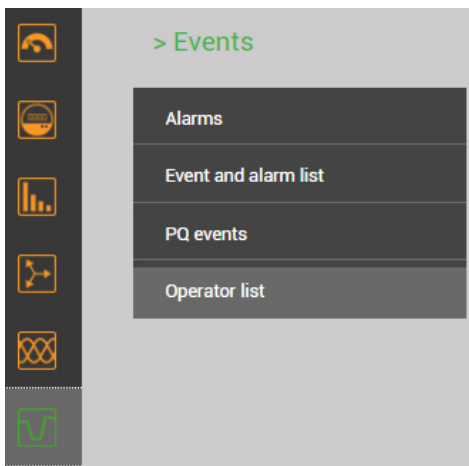 > Events
Alarms
Event and alarm list
PQ events
Operator list